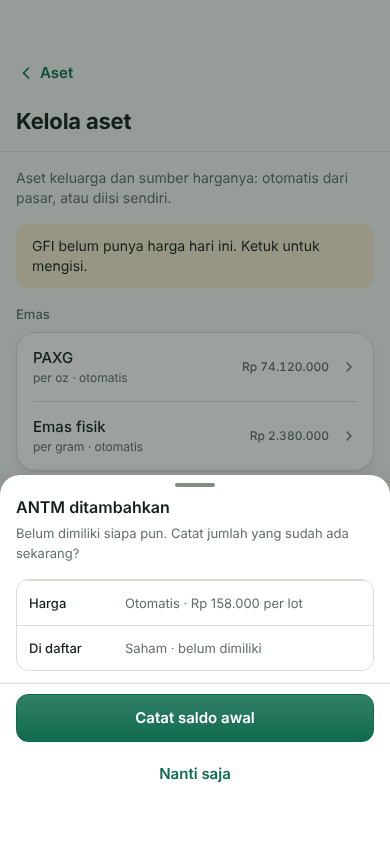 Aset
Kelola aset
Aset keluarga dan sumber harganya: otomatis dari
pasar, atau diisi sendiri.
GFI belum punya harga hari ini. Ketuk untuk
mengisi.
Emas
PAXG
Rp 74.120.000
per oz · otomatis
Emas fisik
Rp 2.380.000
per gram · otomatis
ANTM ditambahkan
Belum dimiliki siapa pun. Catat jumlah yang sudah ada
sekarang?
Harga Otomatis · Rp 158.000 per lot
Di daftar Saham · belum dimiliki
Catat saldo awal
Nanti saja